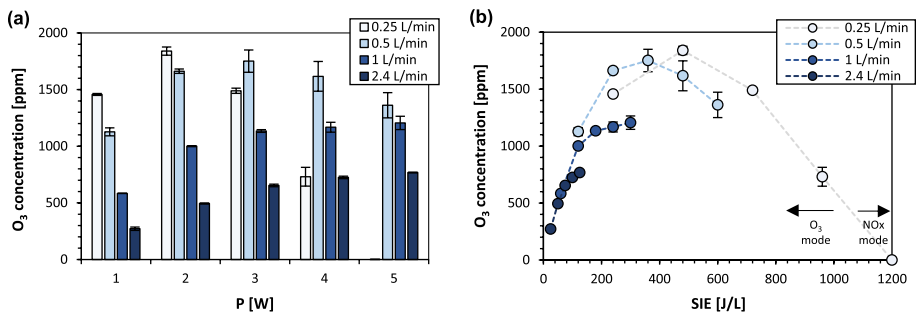 (a)
2000
1500
1000
500
0
O3 concentration [ppm]
1 2 3 4 5
P [W]
0.25 L/min
0.5 L/min
1 L/min
2.4 L/min
(b)
2000
1500
1000
500
0
O3 concentration [ppm]
0 200 400 600 800 1000 1200
SIE [J/L]
0.25 L/min
0.5 L/min
1 L/min
2.4 L/min
O3
mode
NOx
mode